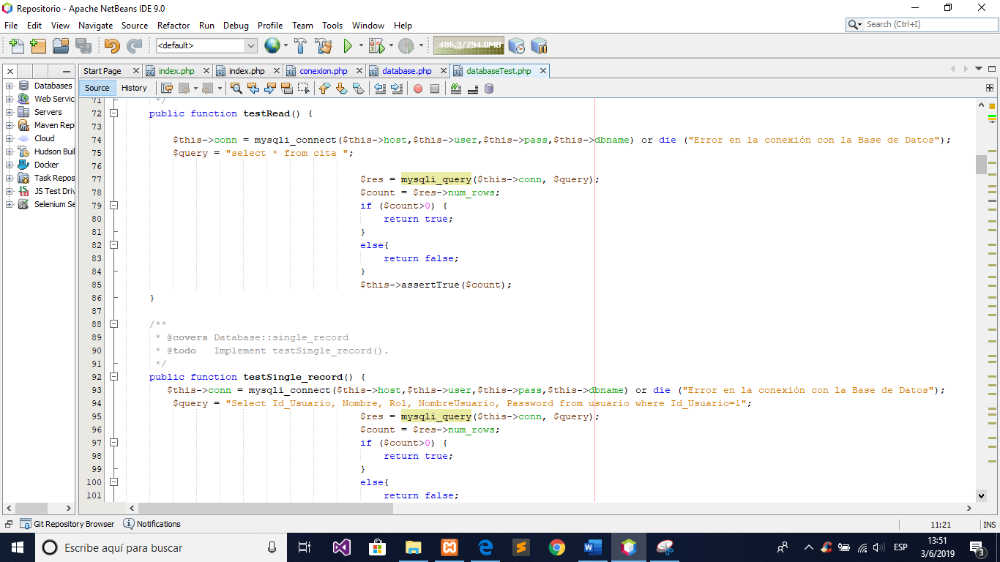 Repositorio - Apache NetBeans IDE 9.0
File Edit View Navigate Source Refactor Run Debug Profile Team Tools Window Help
Search (Ctrl+I)
<default>
486.3/794.0MB
Start Page index.php index.php conexion.php database.php databaseTest.php
Source History
Databases
Web Servic
Servers
Maven Rep
Cloud
Hudson Buil
Docker
Task Repos
JS Test Driv
Selenium Se
71 */
72 public function testRead() {
73
74 $this->conn = mysqli_connect($this->host,$this->user,$this->pass,$this->dbname) or die ("Error en la conexión con la Base de Datos");
75 $query = "select * from cita ";
76
77 $res = mysqli_query($this->conn, $query);
78 $count = $res->num_rows;
79 if ($count>0) {
80 return true;
81 }
82 else{
83 return false;
84 }
85 $this->assertTrue($count);
86 }
87
88 /**
89 * @covers Database::single_record
90 * @todo   Implement testSingle_record().
91 */
92 public function testSingle_record() {
93 $this->conn = mysqli_connect($this->host,$this->user,$this->pass,$this->dbname) or die ("Error en la conexión con la Base de Datos");
94 $query = "Select Id_Usuario, Nombre, Rol, NombreUsuario, Password from usuario where Id_Usuario=1";
95 $res = mysqli_query($this->conn, $query);
96 $count = $res->num_rows;
97 if ($count>0) {
98 return true;
99 }
100 else{
101 return false;
Git Repository Browser Notifications
11:21 INS
Escribe aquí para buscar
ESP
13:51
3/6/2019
3